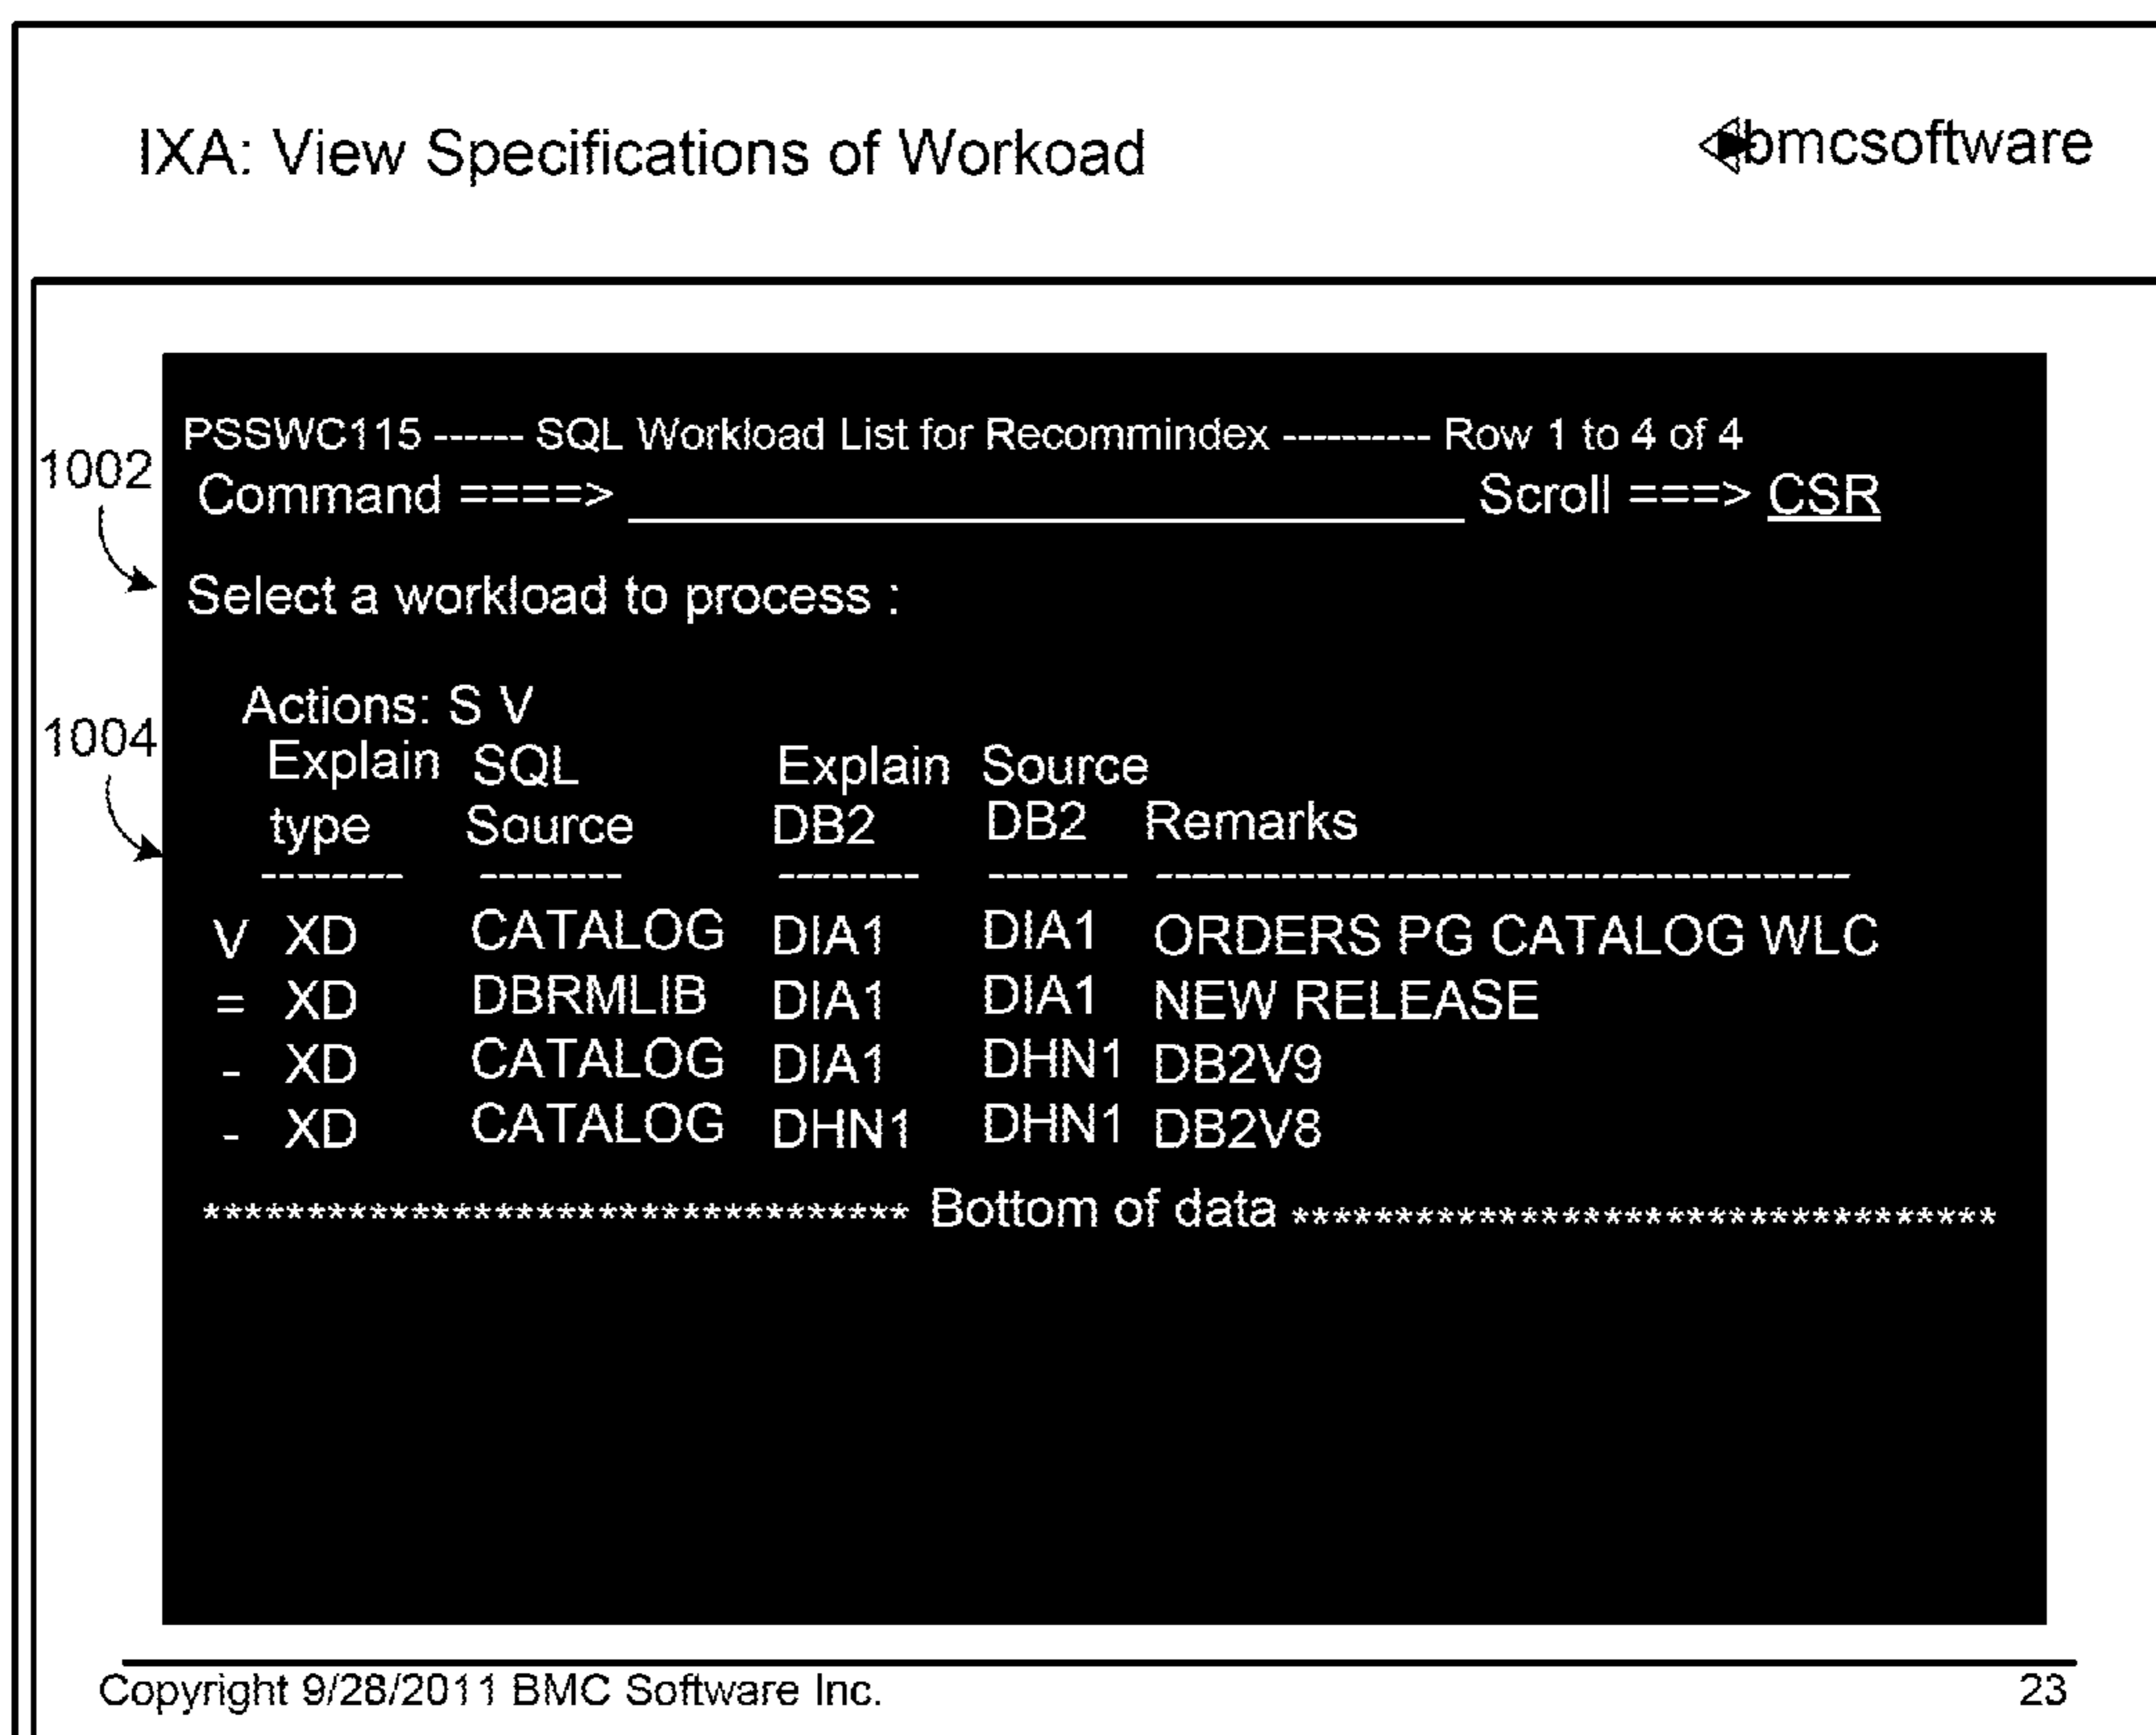 IXA: View Specifications of Workoad
bmcsoftware
PSSWC115 ------ SQL Workload List for Recommindex ---------- Row 1 to 4 of 4
1002
Command ====> ____________________ Scroll ===> CSR
Select a workload to process :
Actions: S V
1004
Explain SQL Explain Source
type Source DB2 DB2 Remarks
-------- -------- -------- -------- ----------------------------------------
V XD CATALOG DIA1 DIA1 ORDERS PG CATALOG WLC
= XD DBRMLIB DIA1 DIA1 NEW RELEASE
- XD CATALOG DIA1 DHN1 DB2V9
- XD CATALOG DHN1 DHN1 DB2V8
********************************** Bottom of data **********************************
Copyright 9/28/2011 BMC Software Inc. 23